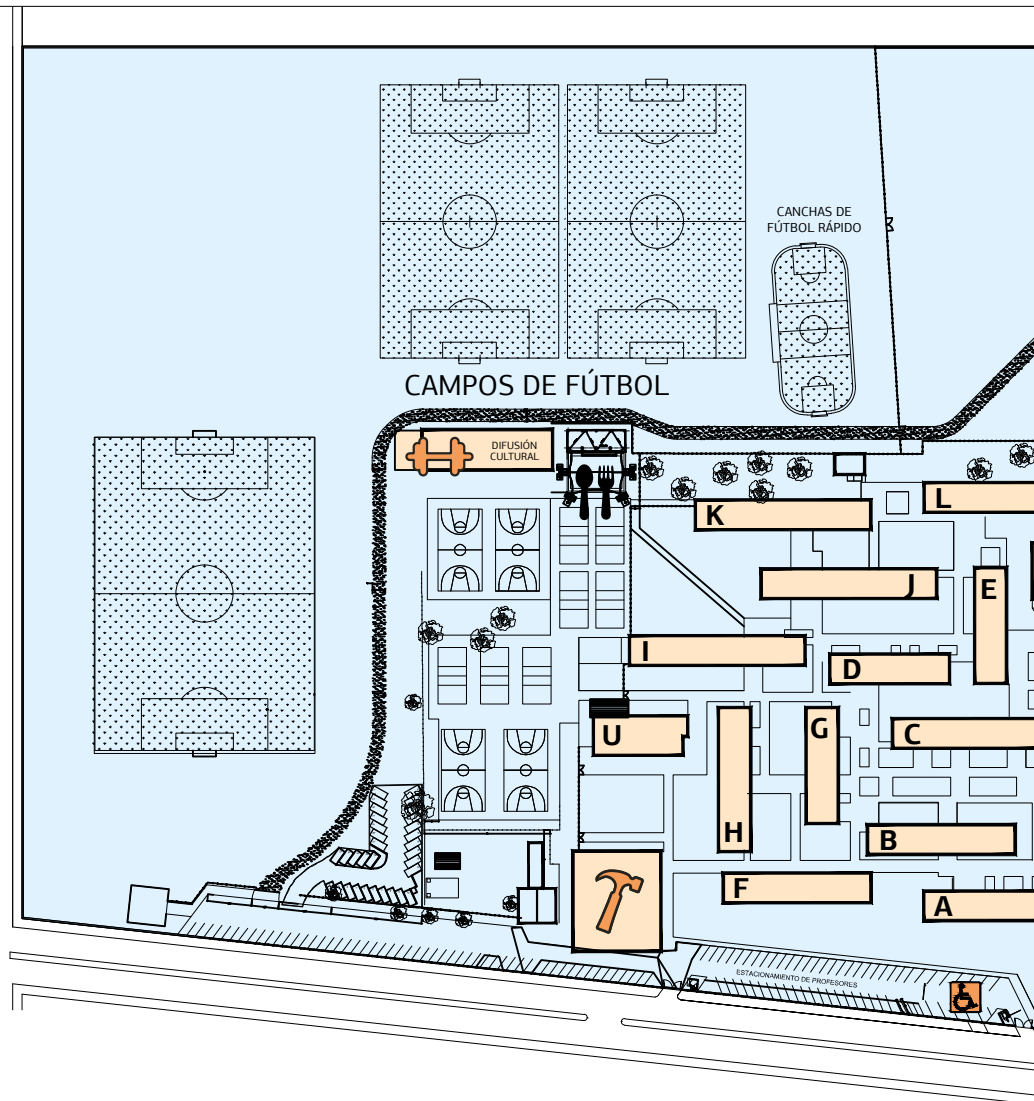 CANCHAS DE
FÚTBOL RÁPIDO
CAMPOS DE FÚTBOL
DIFUSIÓN
CULTURAL
K
L
J
E
I
D
U
G
C
H
B
F
A
ESTACIONAMIENTO DE PROFESORES